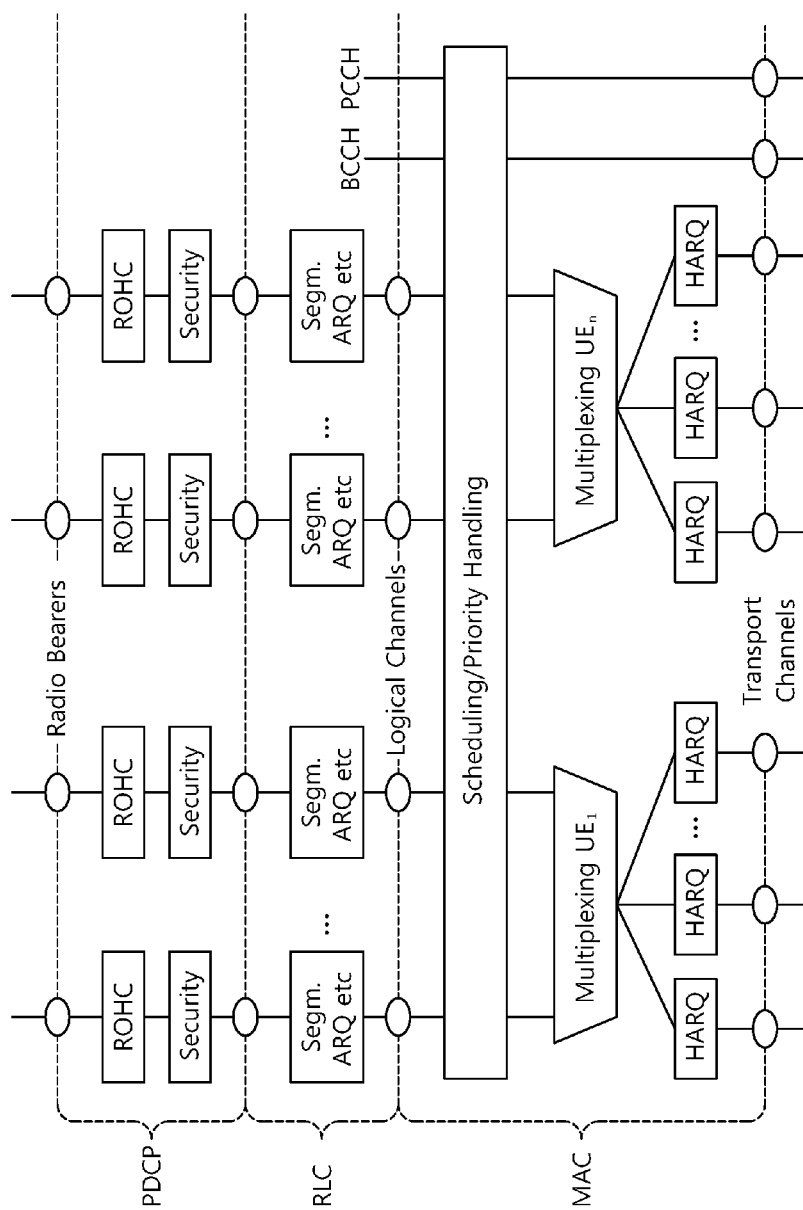 Radio Bearers
PDCP
ROHC
ROHC
ROHC
ROHC
Security
Security
Security
Security
RLC
Segm.
ARQ etc
...
Segm.
ARQ etc
Segm.
ARQ etc
...
Segm.
ARQ etc
BCCH
PCCH
Logical Channels
MAC
Scheduling/Priority Handling
Multiplexing UE1
Multiplexing UEn
HARQ
HARQ
...
HARQ
HARQ
HARQ
...
HARQ
Transport
Channels